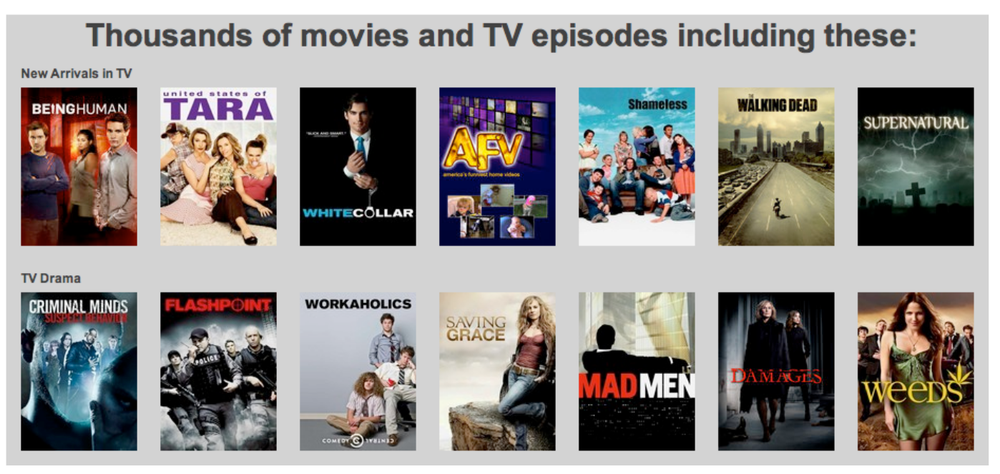 Thousands of movies and TV episodes including these:
New Arrivals in TV
BEINGHUMAN
united states of
TARA
"SLICK AND SMART."
WHITECOLLAR
AFV
america's funniest home videos
Shameless
THE
WALKING DEAD
SUPERNATURAL
TV Drama
CRIMINAL MINDS
SUSPECT BEHAVIOR
FLASHPOINT
POLICE
WORKAHOLICS
COMEDY CENTRAL
SAVING
GRACE
MAD MEN
DAMAGES
WEEDS